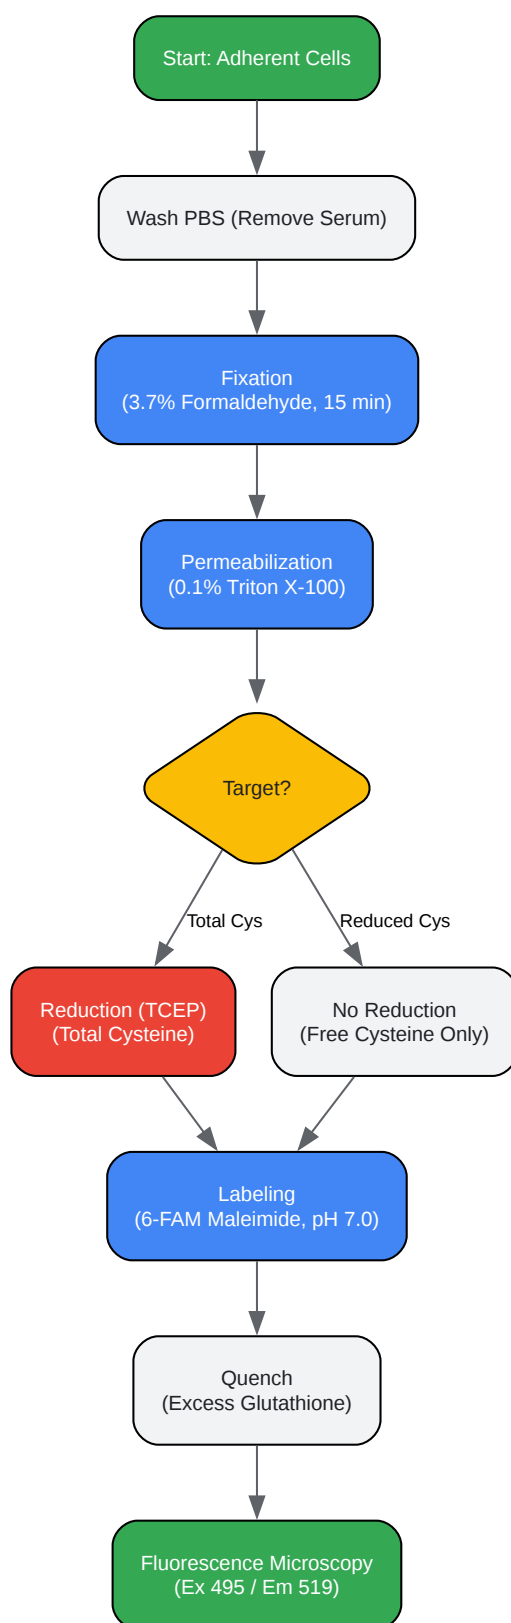 Start: Adherent Cells
Wash PBS (Remove Serum)
Fixation
(3.7% Formaldehyde, 15 min)
Permeabilization
(0.1% Triton X-100)
Target?
Total Cys
Reduced Cys
Reduction (TCEP)
(Total Cysteine)
No Reduction
(Free Cysteine Only)
Labeling
(6-FAM Maleimide, pH 7.0)
Quench
(Excess Glutathione)
Fluorescence Microscopy
(Ex 495 / Em 519)